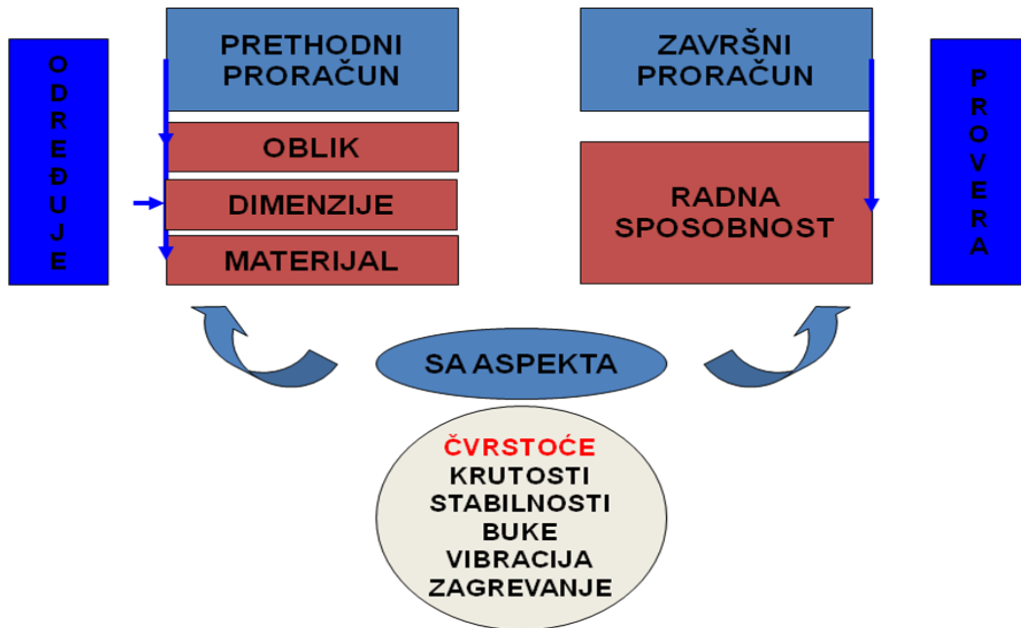 ODREĐUJE
PRETHODNI
PRORAČUN
OBLIK
DIMENZIJE
MATERIJAL
ZAVRŠNI
PRORAČUN
RADNA
SPOSOBNOST
PROVERA
SA ASPEKTA
ČVRSTOĆE
KRUTOSTI
STABILNOSTI
BUKE
VIBRACIJA
ZAGREVANJE